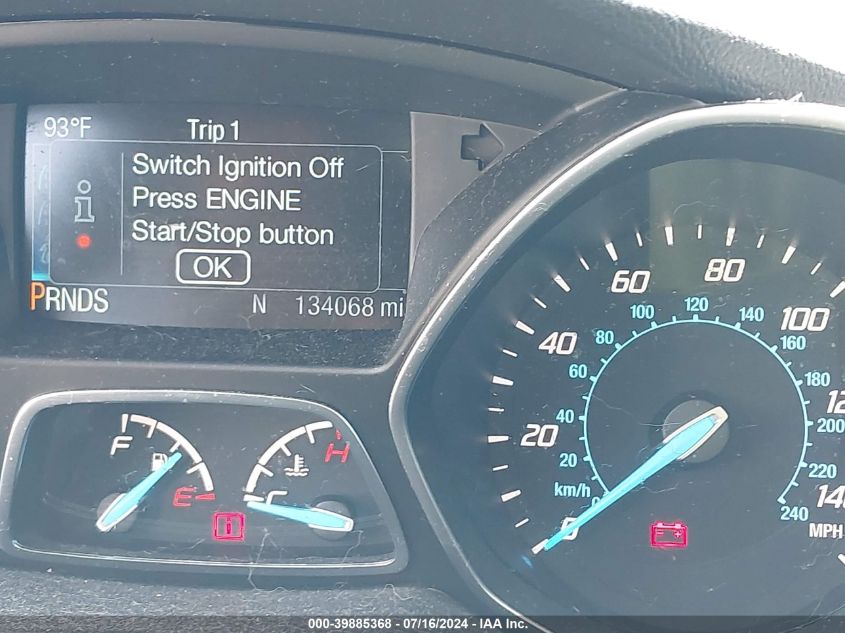 93°F Trip 1
Switch Ignition Off
Press ENGINE
Start/Stop button
OK
PRNDS N 134068 mi
F
E
H
C
0
20
40
60
80
100
140
MPH
km/h
0
20
40
60
80
100
120
140
160
180
200
220
240
000-39885368 - 07/16/2024 - IAA Inc.